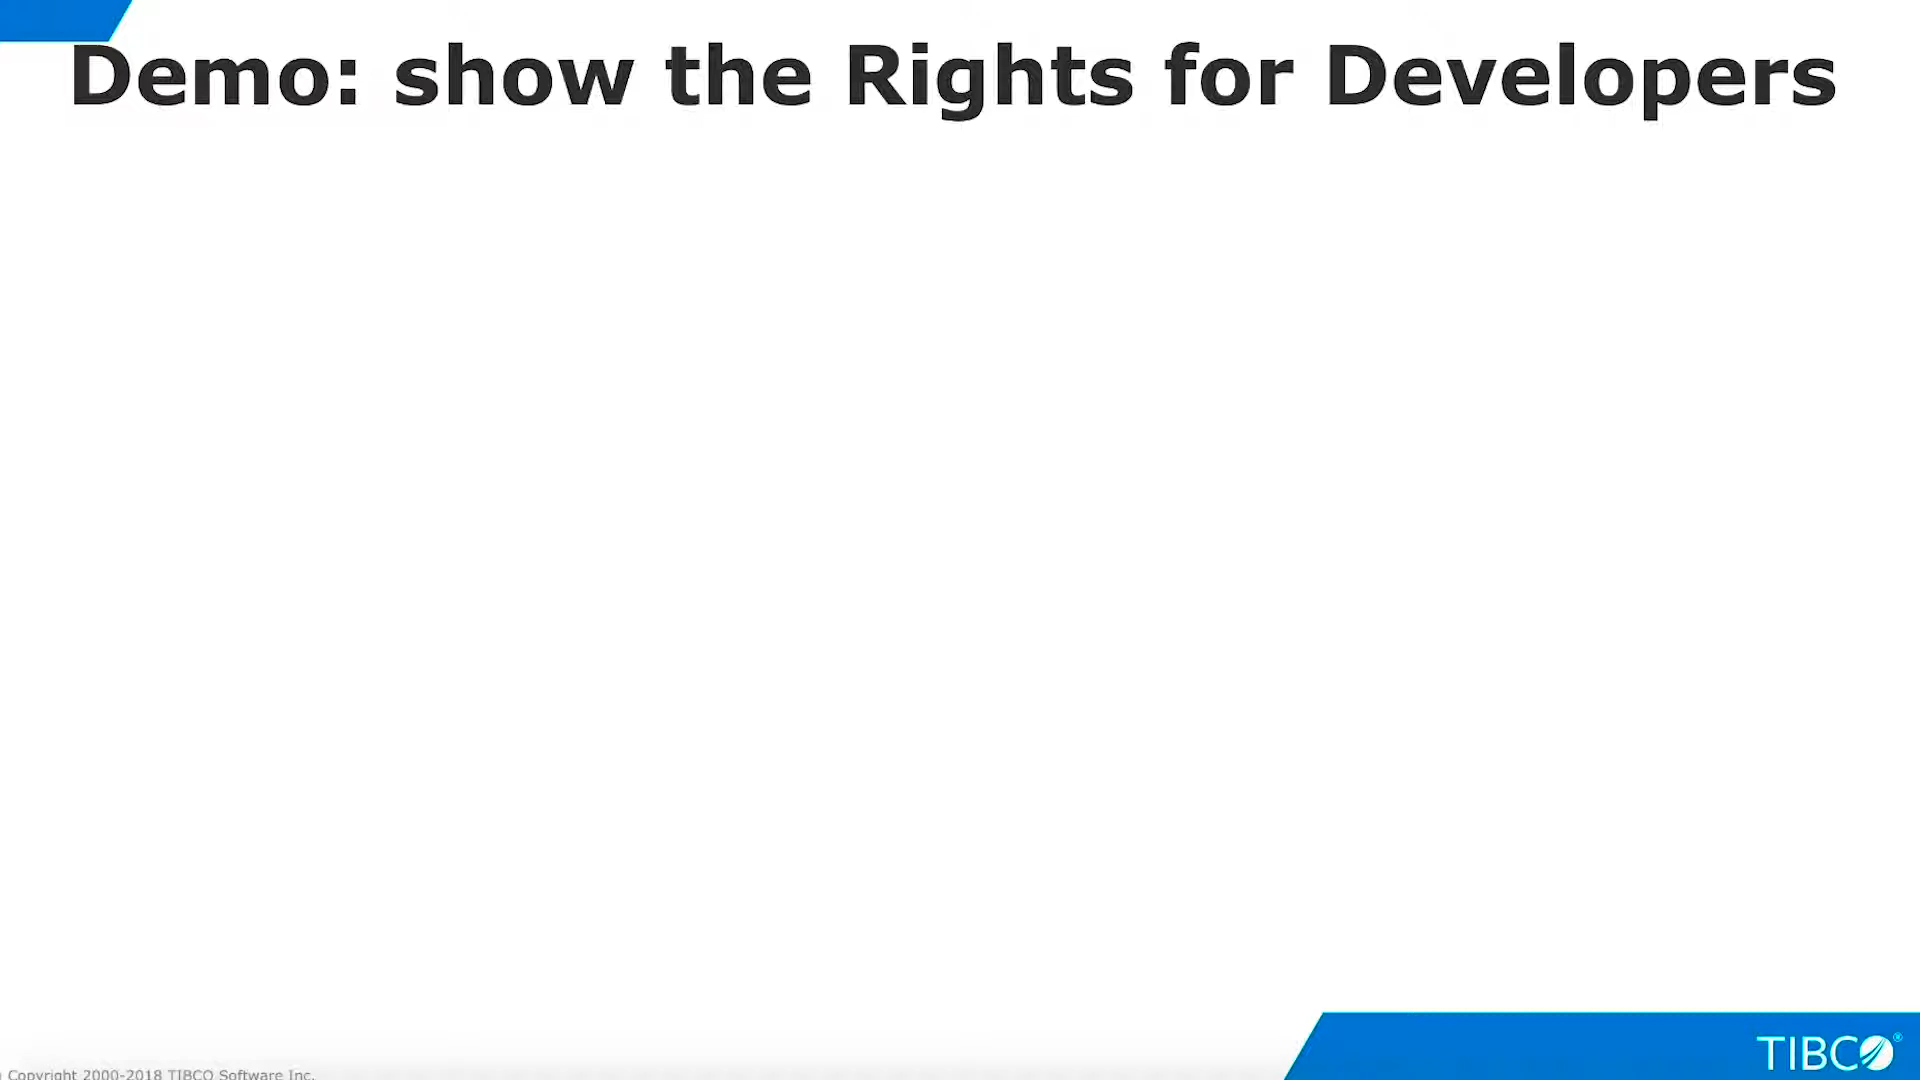 Demo: show the Rights for Developers
Copyright 2000-2018 TIBCO Software Inc.
TIBCO®